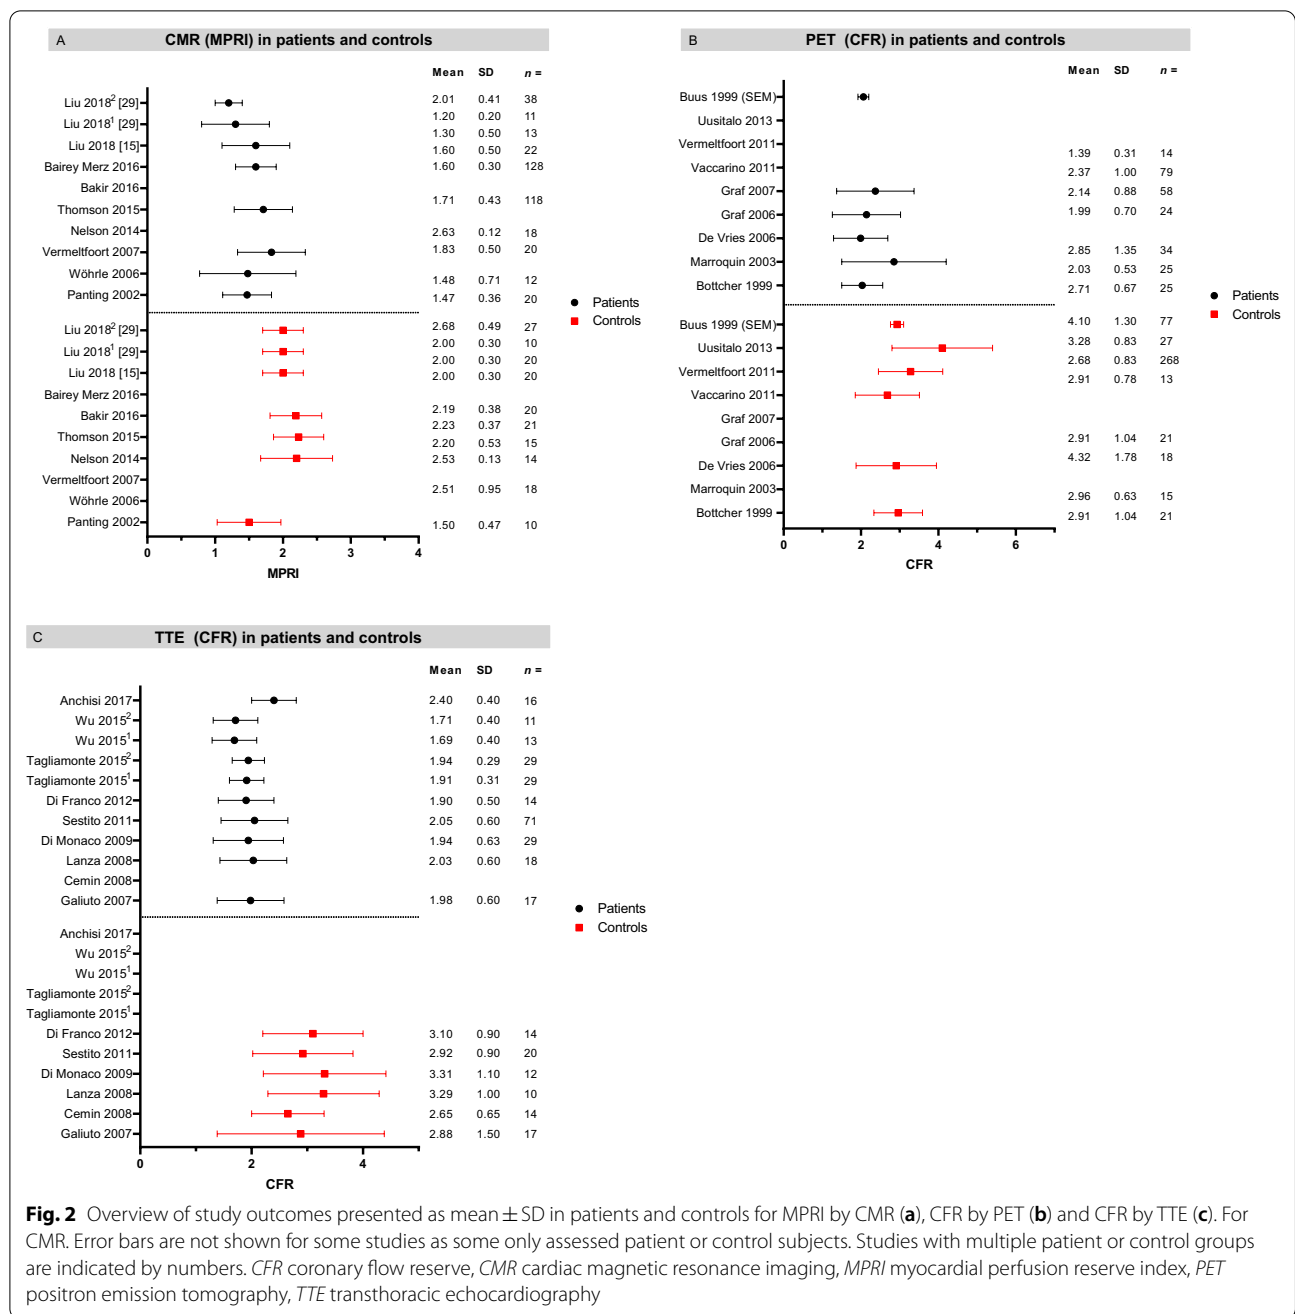 A CMR (MPRI) in patients and controls
Mean SD n =
Liu 2018² [29] 2.01 0.41 38
Liu 2018¹ [29] 1.20 0.20 11
1.30 0.50 13
Liu 2018 [15] 1.60 0.50 22
Bairey Merz 2016 1.60 0.30 128
Bakir 2016
1.71 0.43 118
Thomson 2015
Nelson 2014 2.63 0.12 18
Vermeltfoort 2007 1.83 0.50 20
Wöhrle 2006 1.48 0.71 12
Panting 2002 1.47 0.36 20
Liu 2018² [29] 2.68 0.49 27
Liu 2018¹ [29] 2.00 0.30 10
2.00 0.30 20
Liu 2018 [15] 2.00 0.30 20
Bairey Merz 2016
Bakir 2016 2.19 0.38 20
2.23 0.37 21
Thomson 2015 2.20 0.53 15
Nelson 2014 2.53 0.13 14
Vermeltfoort 2007
2.51 0.95 18
Wöhrle 2006
Panting 2002 1.50 0.47 10
0 1 2 3 4
MPRI
Patients
Controls
B PET (CFR) in patients and controls
Mean SD n =
Buus 1999 (SEM)
Uusitalo 2013
Vermeltfoort 2011
1.39 0.31 14
Vaccarino 2011 2.37 1.00 79
Graf 2007 2.14 0.88 58
Graf 2006 1.99 0.70 24
De Vries 2006
2.85 1.35 34
Marroquin 2003 2.03 0.53 25
Bottcher 1999 2.71 0.67 25
Buus 1999 (SEM) 4.10 1.30 77
Uusitalo 2013 3.28 0.83 27
2.68 0.83 268
Vermeltfoort 2011 2.91 0.78 13
Vaccarino 2011
Graf 2007
Graf 2006 2.91 1.04 21
4.32 1.78 18
De Vries 2006
Marroquin 2003
2.96 0.63 15
Bottcher 1999 2.91 1.04 21
0 2 4 6
CFR
Patients
Controls
C TTE (CFR) in patients and controls
Mean SD n =
Anchisi 2017 2.40 0.40 16
Wu 2015² 1.71 0.40 11
Wu 2015¹ 1.69 0.40 13
Tagliamonte 2015² 1.94 0.29 29
Tagliamonte 2015¹ 1.91 0.31 29
Di Franco 2012 1.90 0.50 14
Sestito 2011 2.05 0.60 71
Di Monaco 2009 1.94 0.63 29
Lanza 2008 2.03 0.60 18
Cemin 2008
Galiuto 2007 1.98 0.60 17
Anchisi 2017
Wu 2015²
Wu 2015¹
Tagliamonte 2015²
Tagliamonte 2015¹
Di Franco 2012 3.10 0.90 14
Sestito 2011 2.92 0.90 20
Di Monaco 2009 3.31 1.10 12
Lanza 2008 3.29 1.00 10
Cemin 2008 2.65 0.65 14
Galiuto 2007 2.88 1.50 17
0 2 4
CFR
Patients
Controls
Fig. 2 Overview of study outcomes presented as mean ± SD in patients and controls for MPRI by CMR (a), CFR by PET (b) and CFR by TTE (c). For
CMR. Error bars are not shown for some studies as some only assessed patient or control subjects. Studies with multiple patient or control groups
are indicated by numbers. CFR coronary flow reserve, CMR cardiac magnetic resonance imaging, MPRI myocardial perfusion reserve index, PET
positron emission tomography, TTE transthoracic echocardiography